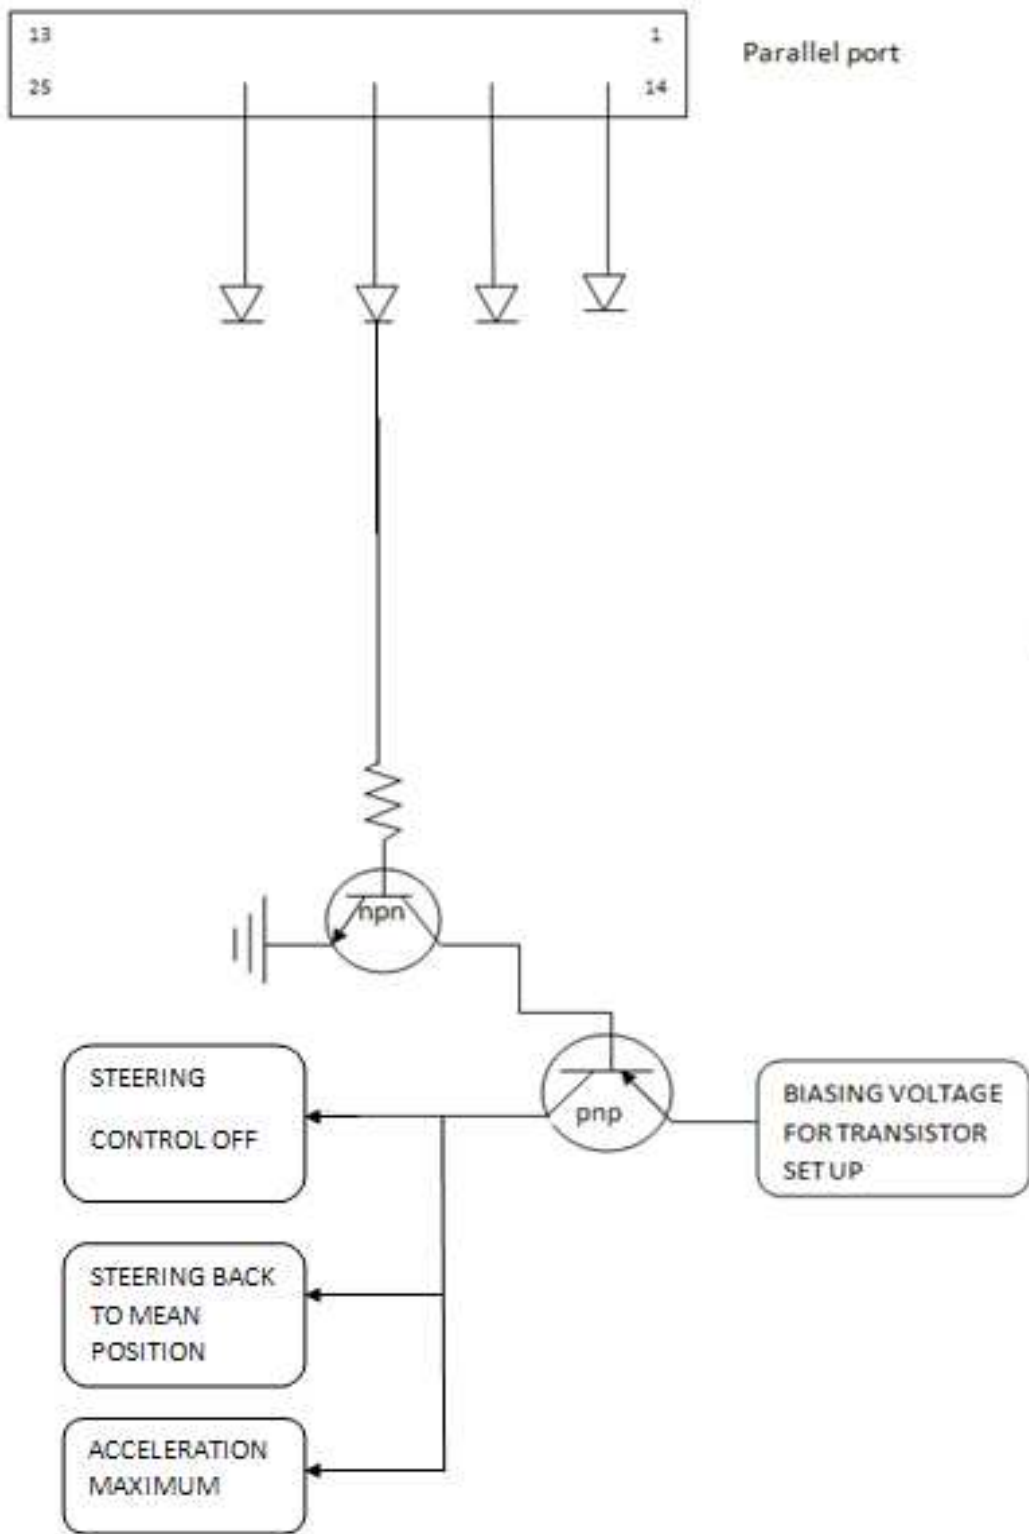 13
1
Parallel port
25
14
npn
pnp
STEERING
CONTROL OFF
BIASING VOLTAGE
FOR TRANSISTOR
SET UP
STEERING BACK
TO MEAN
POSITION
ACCELERATION
MAXIMUM